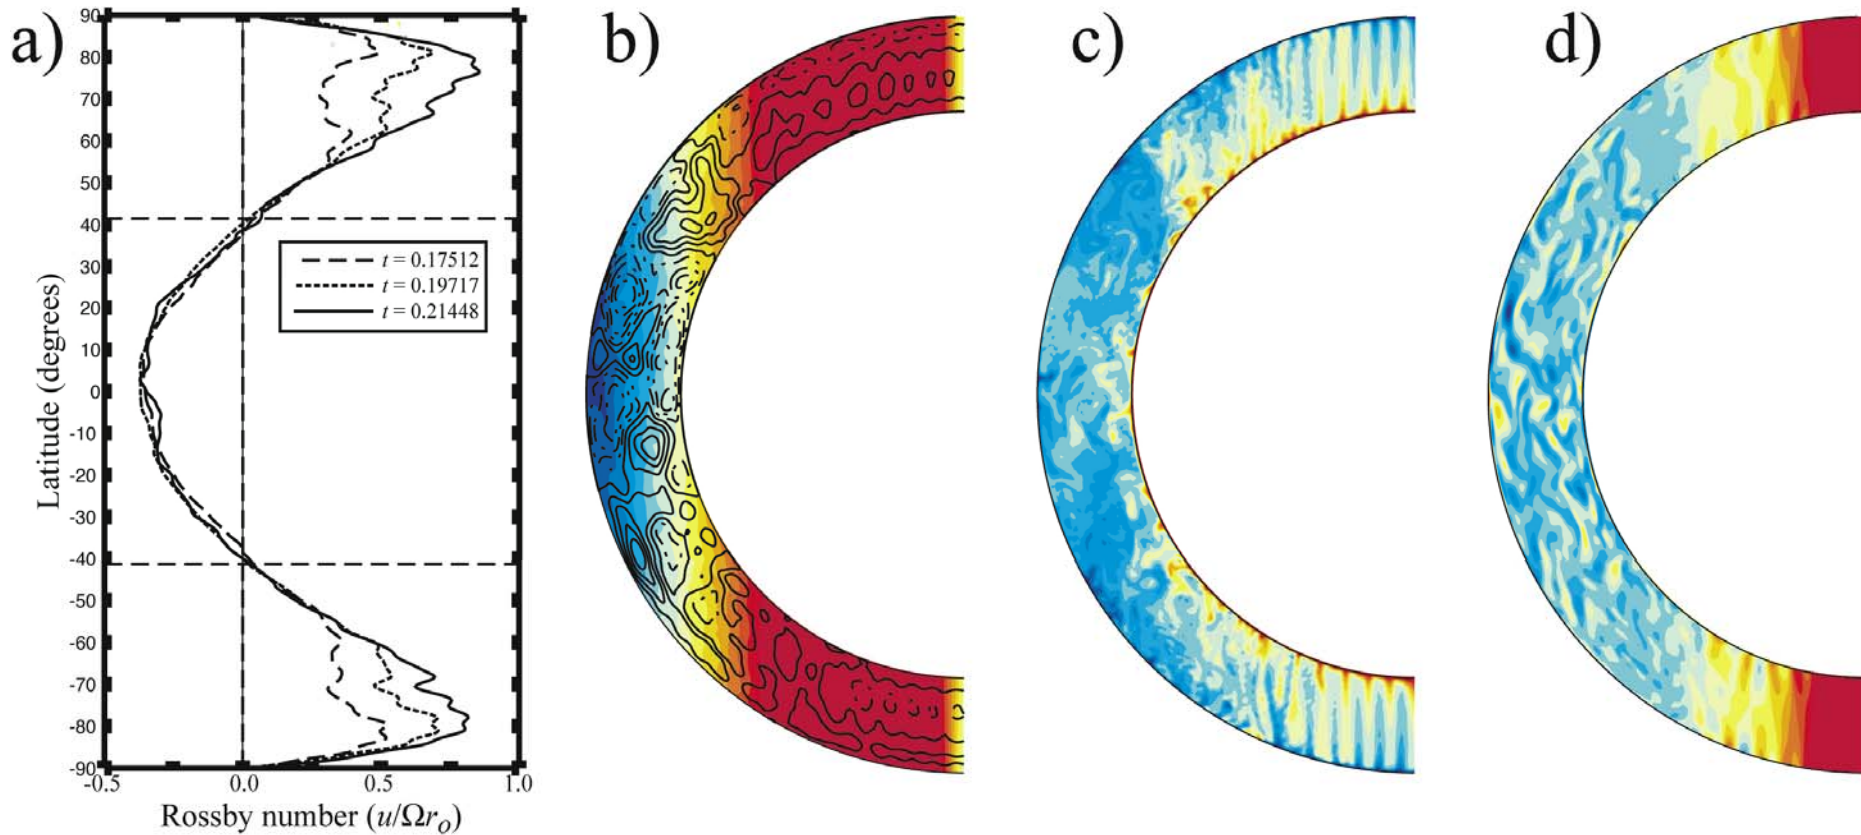 a)
b)
c)
d)
90
80
70
60
50
40
30
20
10
0
-10
-20
-30
-40
-50
-60
-70
-80
-90
Latitude (degrees)
t = 0.17512
t = 0.19717
t = 0.21448
-0.5
0.0
0.5
1.0
Rossby number (u/Ωr_o)